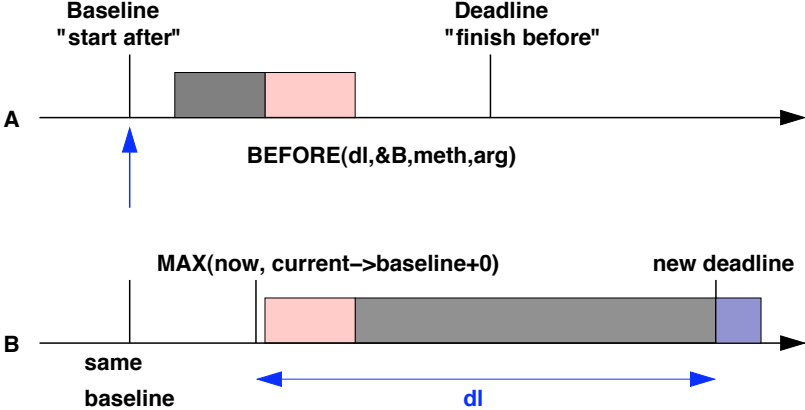 Baseline
"start after"
Deadline
"finish before"
A
BEFORE(dl,&B,meth,arg)
MAX(now, current−>baseline+0)
new deadline
B
same
baseline
dl